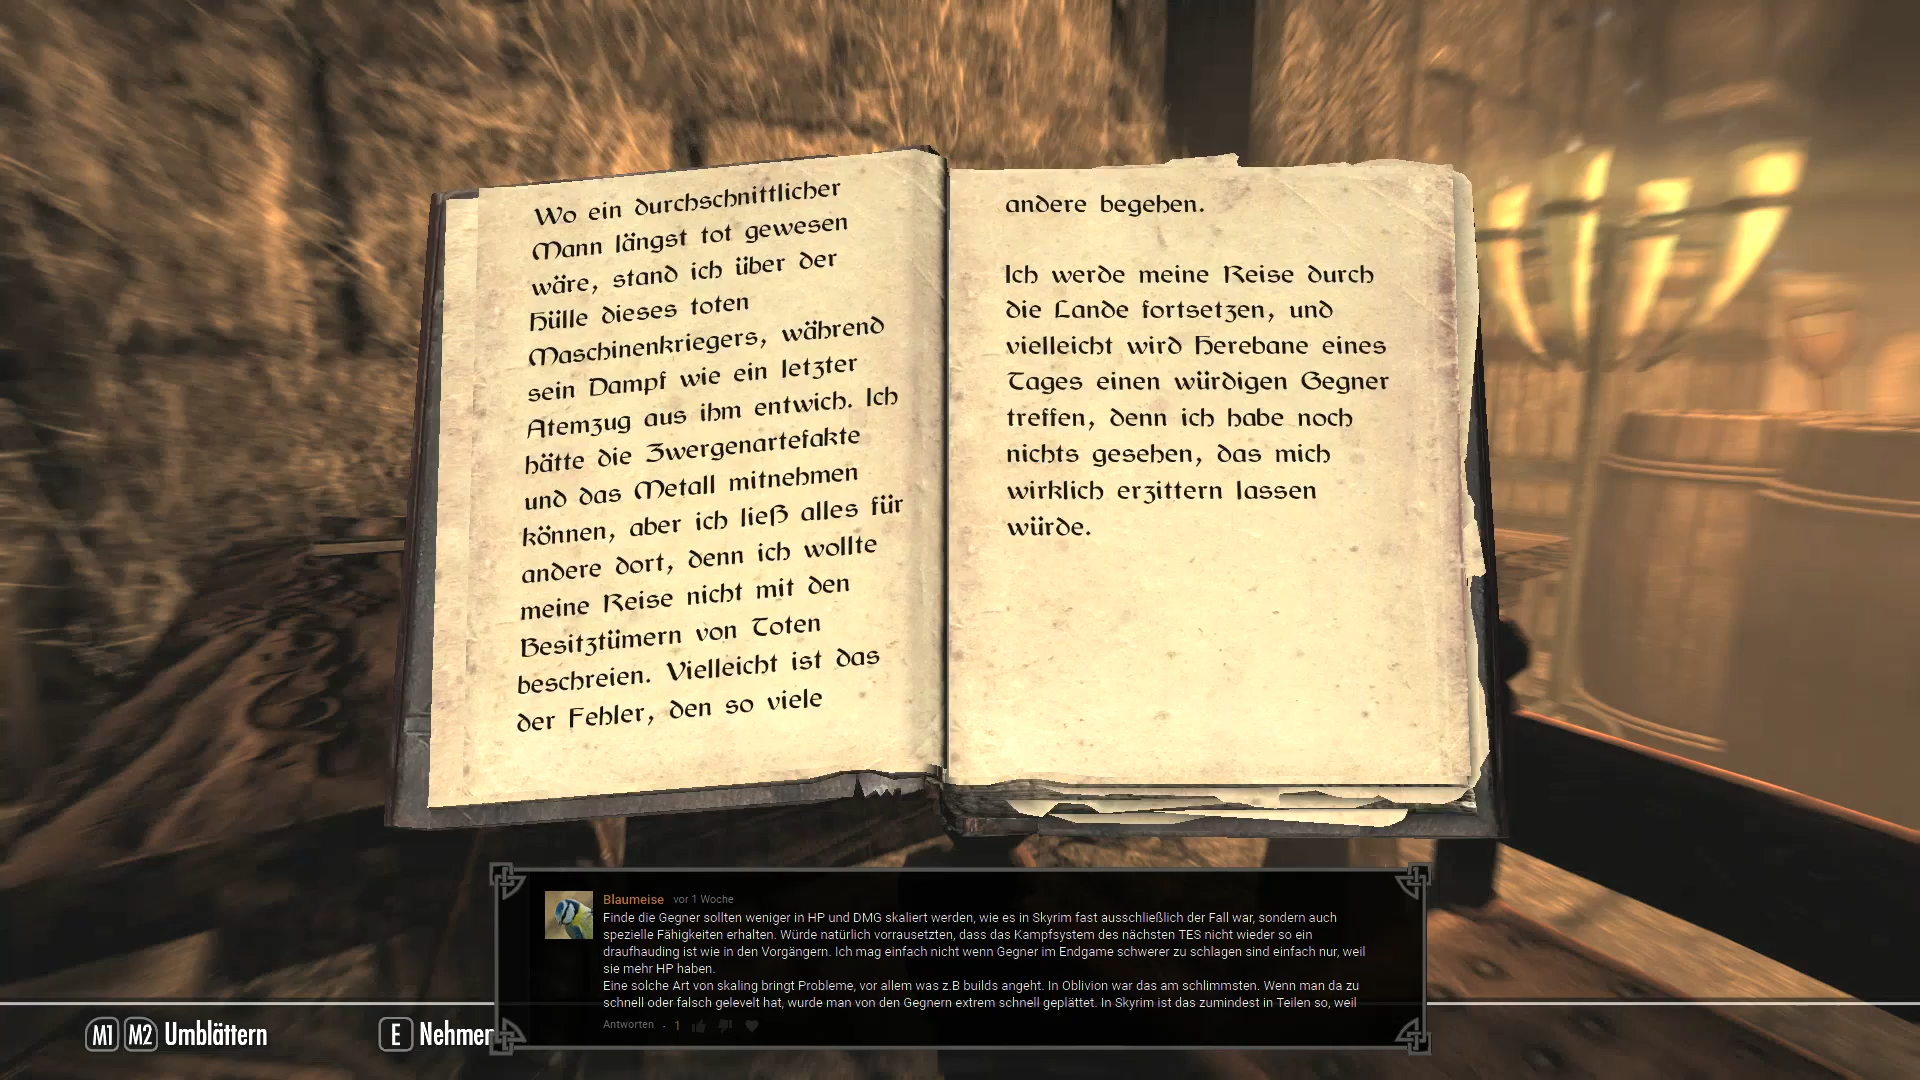 Wo ein durchschnittlicher
Mann längst tot gewesen
wäre, stand ich über der
Hülle dieses toten
Maschinenkriegers, während
sein Dampf wie ein letzter
Atemzug aus ihm entwich. Ich
hätte die Zwergenartefakte
und das Metall mitnehmen
können, aber ich ließ alles für
andere dort, denn ich wollte
meine Reise nicht mit den
Besitztümern von Toten
beschreien. Vielleicht ist das
der Fehler, den so viele
andere begehen.
Ich werde meine Reise durch
die Lande fortsetzen, und
vielleicht wird Herebane eines
Tages einen würdigen Gegner
treffen, denn ich habe noch
nichts gesehen, das mich
wirklich erzittern lassen
würde.
Blaumeise vor 1 Woche
Finde die Gegner sollten weniger in HP und DMG skaliert werden, wie es in Skyrim fast ausschließlich der Fall war, sondern auch
spezielle Fähigkeiten erhalten. Würde natürlich vorrausetzten, dass das Kampfsystem des nächsten TES nicht wieder so ein
draufhauding ist wie in den Vorgängern. Ich mag einfach nicht wenn Gegner im Endgame schwerer zu schlagen sind einfach nur, weil
sie mehr HP haben.
Eine solche Art von skaling bringt Probleme, vor allem was z.B builds angeht. In Oblivion war das am schlimmsten. Wenn man da zu
schnell oder falsch gelevelt hat, wurde man von den Gegnern extrem schnell geplättet. In Skyrim ist das zumindest in Teilen so, weil
Antworten · 1
M1 M2 Umblättern E Nehmen